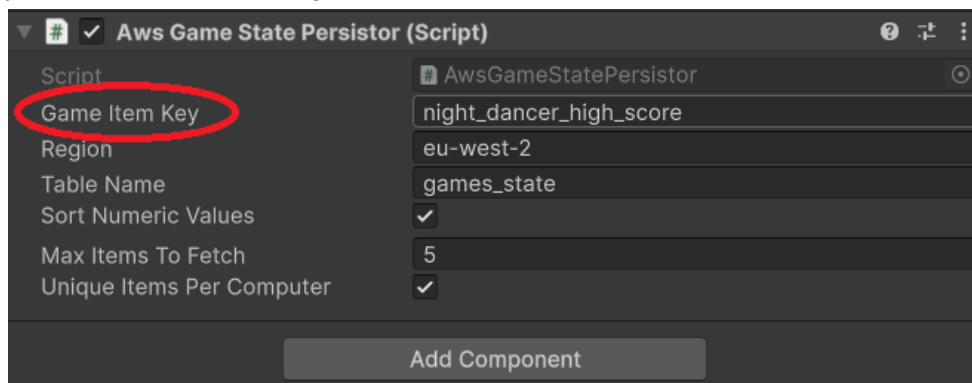 # Aws Game State Persistor (Script)
Script # AwsGameStatePersistor
Game Item Key night_dancer_high_score
Region eu-west-2
Table Name games_state
Sort Numeric Values
Max Items To Fetch 5
Unique Items Per Computer
Add Component